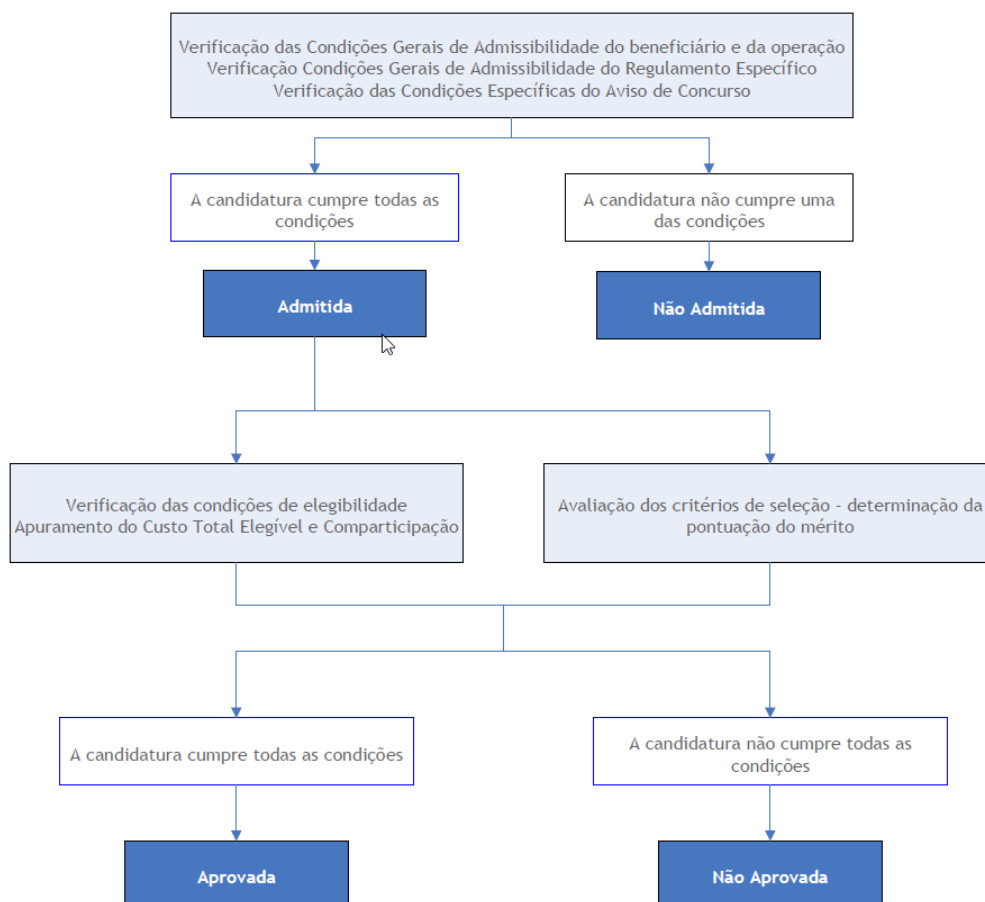 Verificação das Condições Gerais de Admissibilidade do beneficiário e da operação
Verificação Condições Gerais de Admissibilidade do Regulamento Específico
Verificação das Condições Específicas do Aviso de Concurso
A candidatura cumpre todas as
condições
A candidatura não cumpre uma
das condições
Admitida
Não Admitida
Verificação das condições de elegibilidade
Apuramento do Custo Total Elegível e Comparticipação
Avaliação dos critérios de seleção - determinação da
pontuação do mérito
A candidatura cumpre todas as condições
A candidatura não cumpre todas as
condições
Aprovada
Não Aprovada